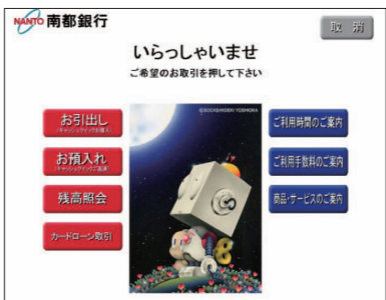 NANTO 南都銀行
取消
いらっしゃいませ
ご希望のお取引を押して下さい
お引出し
お預入れ
残高照会
カードローン取引
ご利用時間のご案内
ご利用手数料のご案内
商品・サービスのご案内